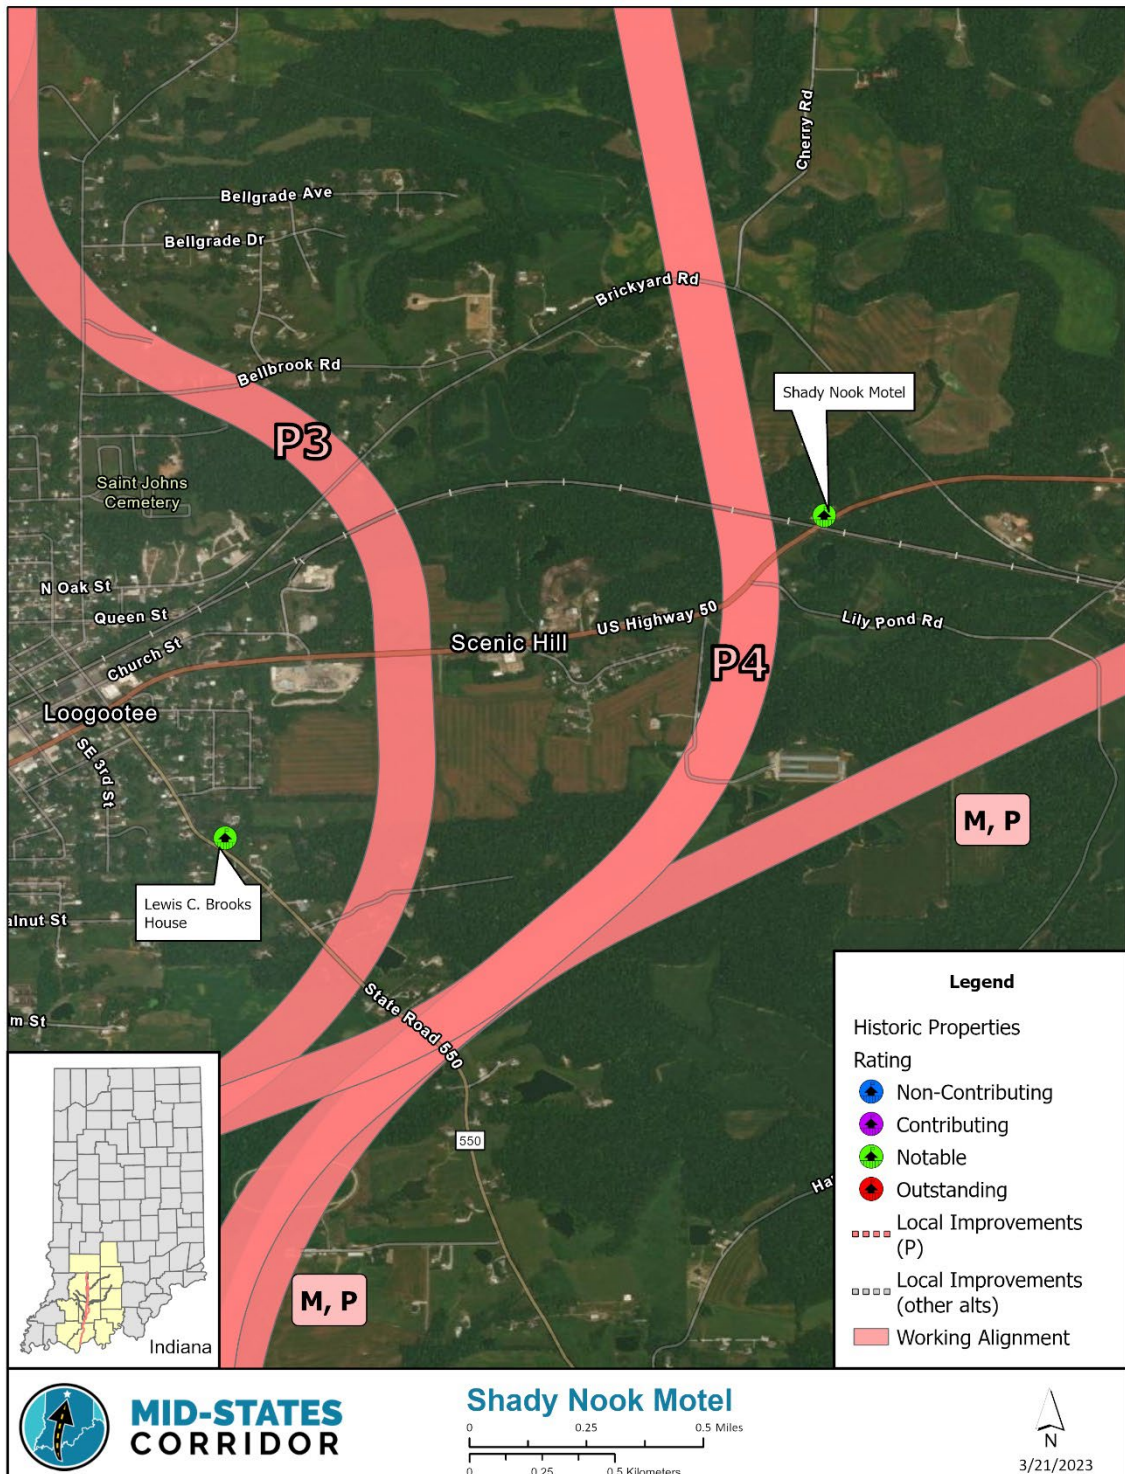 Bellgrade Ave
Bellgrade Dr
Cherry Rd
Brickyard Rd
Bellbrook Rd
Shady Nook Motel
P3
Saint Johns
Cemetery
N Oak St
Queen St
Church St
US Highway 50
Scenic Hill
Lily Pond Rd
P4
Loogootee
SE 3rd St
M, P
Lewis C. Brooks
House
alnut St
State Road 550
m St
550
Ha
M, P
Legend
Historic Properties
Rating
Non-Contributing
Contributing
Notable
Outstanding
Local Improvements
(P)
Local Improvements
(other alts)
Working Alignment
Indiana
MID-STATES
CORRIDOR
Shady Nook Motel
0 0.25 0.5 Miles
0 0.25 0.5 Kilometers
N
3/21/2023